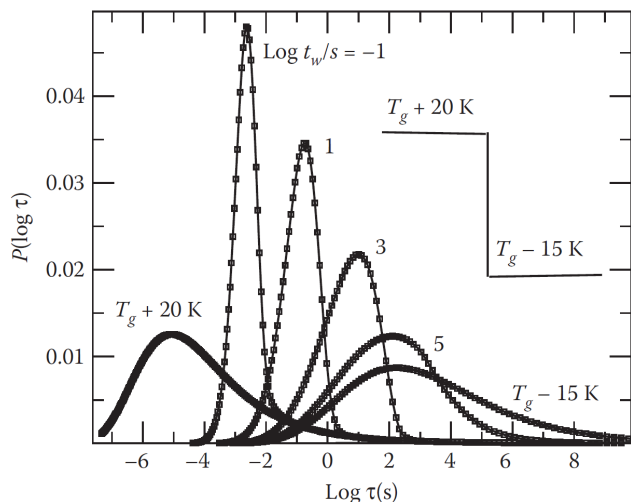 Log t_w/s = −1
T_g + 20 K
0.04
1
0.03
3
T_g − 15 K
0.02
T_g + 20 K
5
0.01
T_g − 15 K
P(log τ)
−6 −4 −2 0 2 4 6 8
Log τ(s)